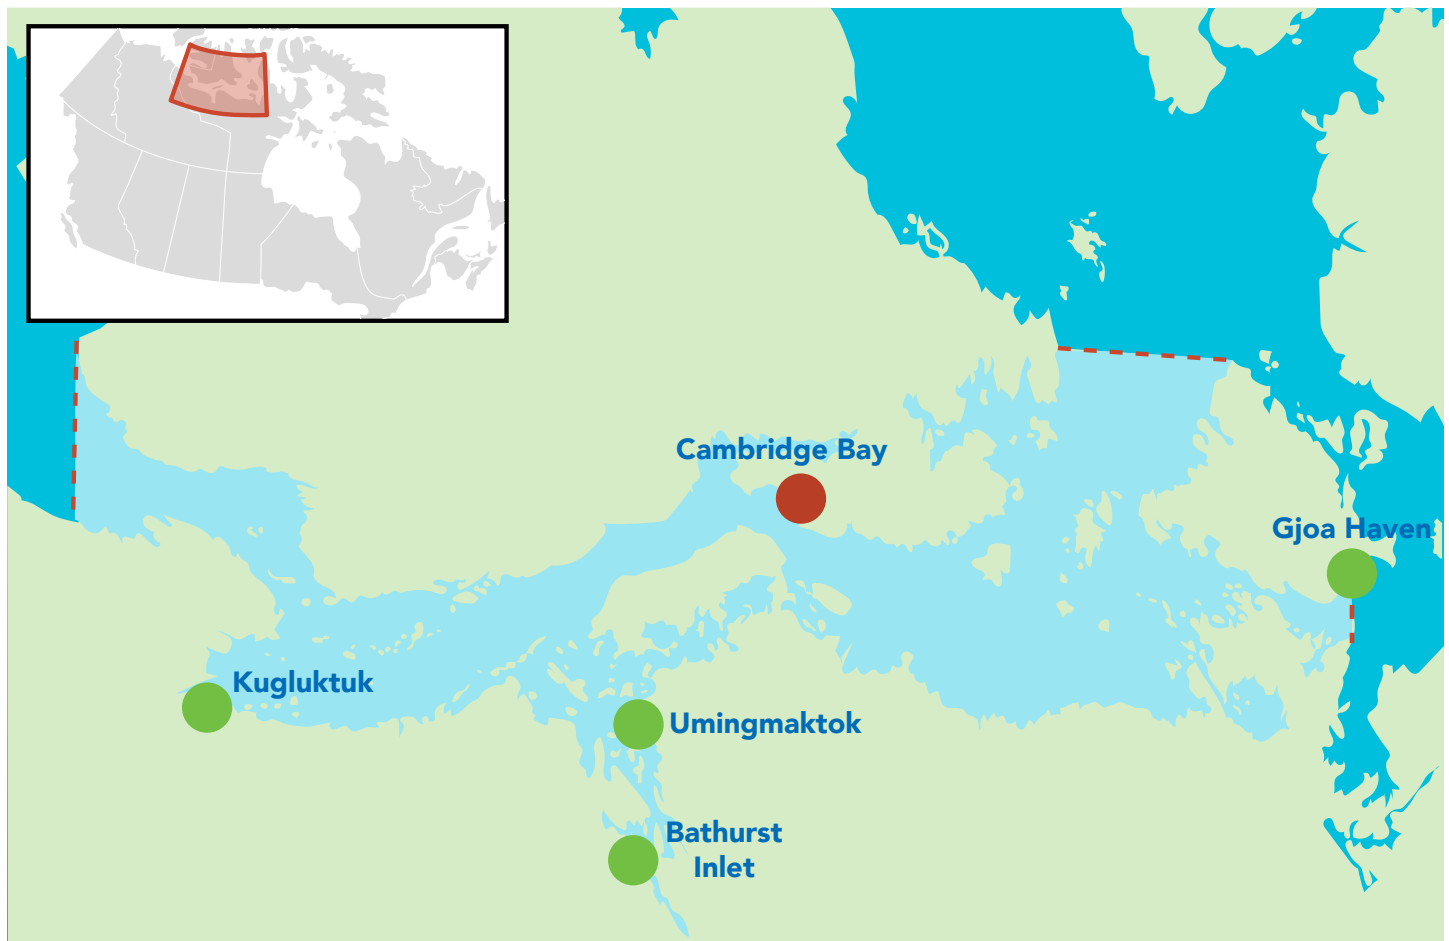 Cambridge Bay
Gjoa Haven
Kugluktuk
Umingmaktok
Bathurst
Inlet